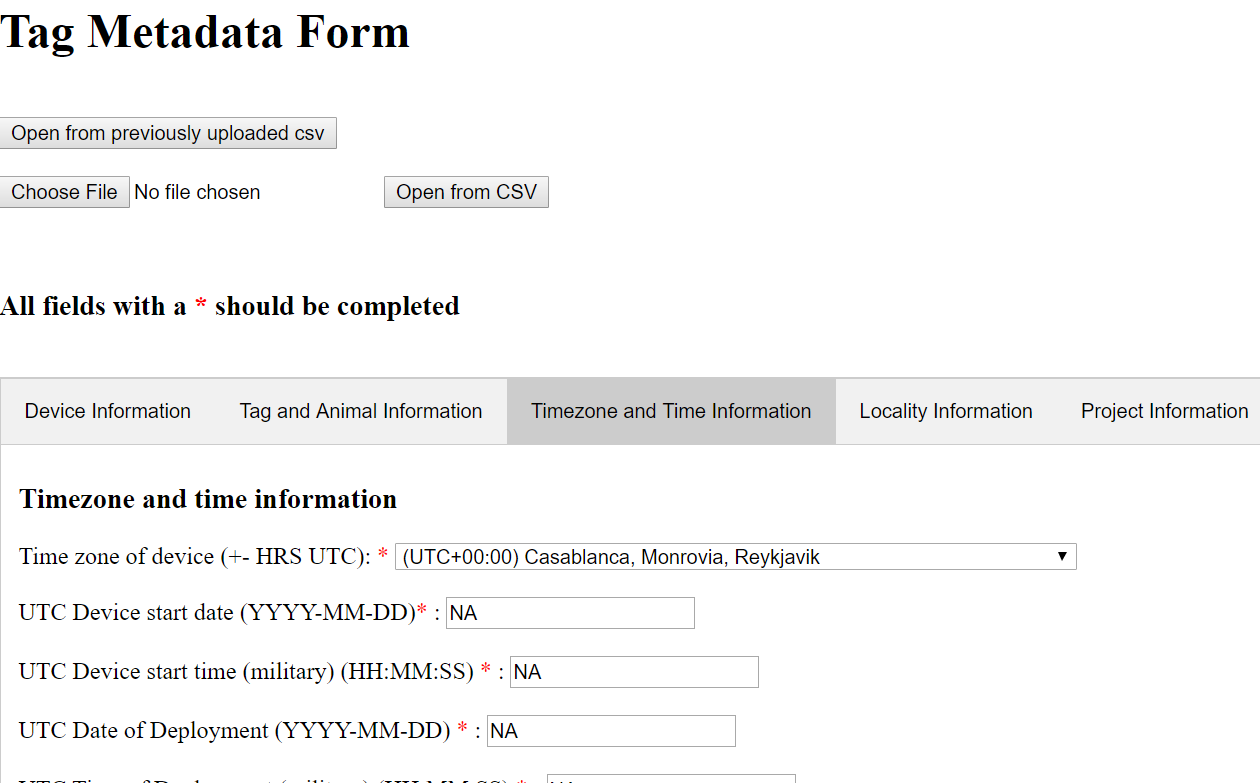 Tag Metadata Form
Open from previously uploaded csv
Choose File No file chosen Open from CSV
All fields with a * should be completed
Device Information Tag and Animal Information Timezone and Time Information Locality Information Project Information
Timezone and time information
Time zone of device (+- HRS UTC): * (UTC+00:00) Casablanca, Monrovia, Reykjavik
UTC Device start date (YYYY-MM-DD)* : NA
UTC Device start time (military) (HH:MM:SS) * : NA
UTC Date of Deployment (YYYY-MM-DD) * : NA